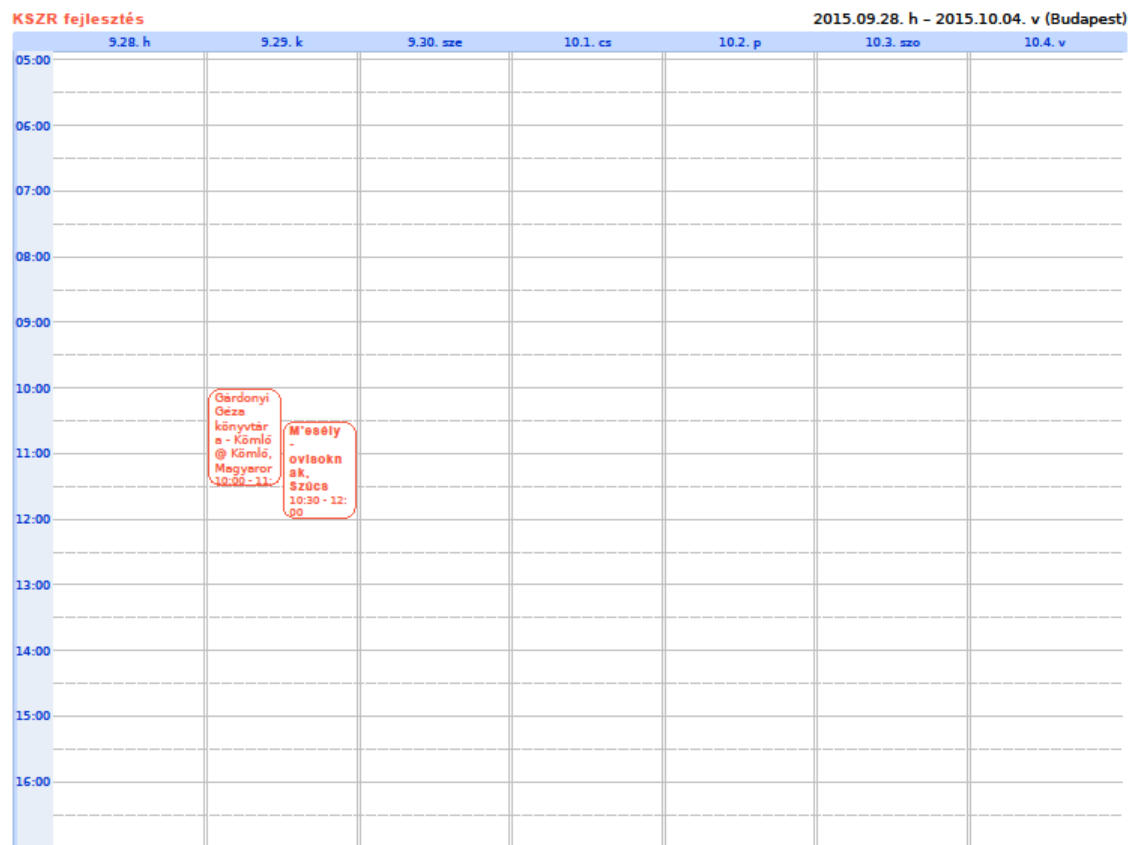 KSZR fejlesztés
2015.09.28. h – 2015.10.04. v (Budapest)
9.28. h 9.29. k 9.30. sze 10.1. cs 10.2. p 10.3. szo 10.4. v
05:00
06:00
07:00
08:00
09:00
10:00
Gárdonyi
Géza
könyvtár
a - Kömlő
@ Kömlő,
Magyaror
10:00 - 11:
M'esély
-
ovisokn
ak,
Szúcs
10:30 - 12:
00
11:00
12:00
13:00
14:00
15:00
16:00